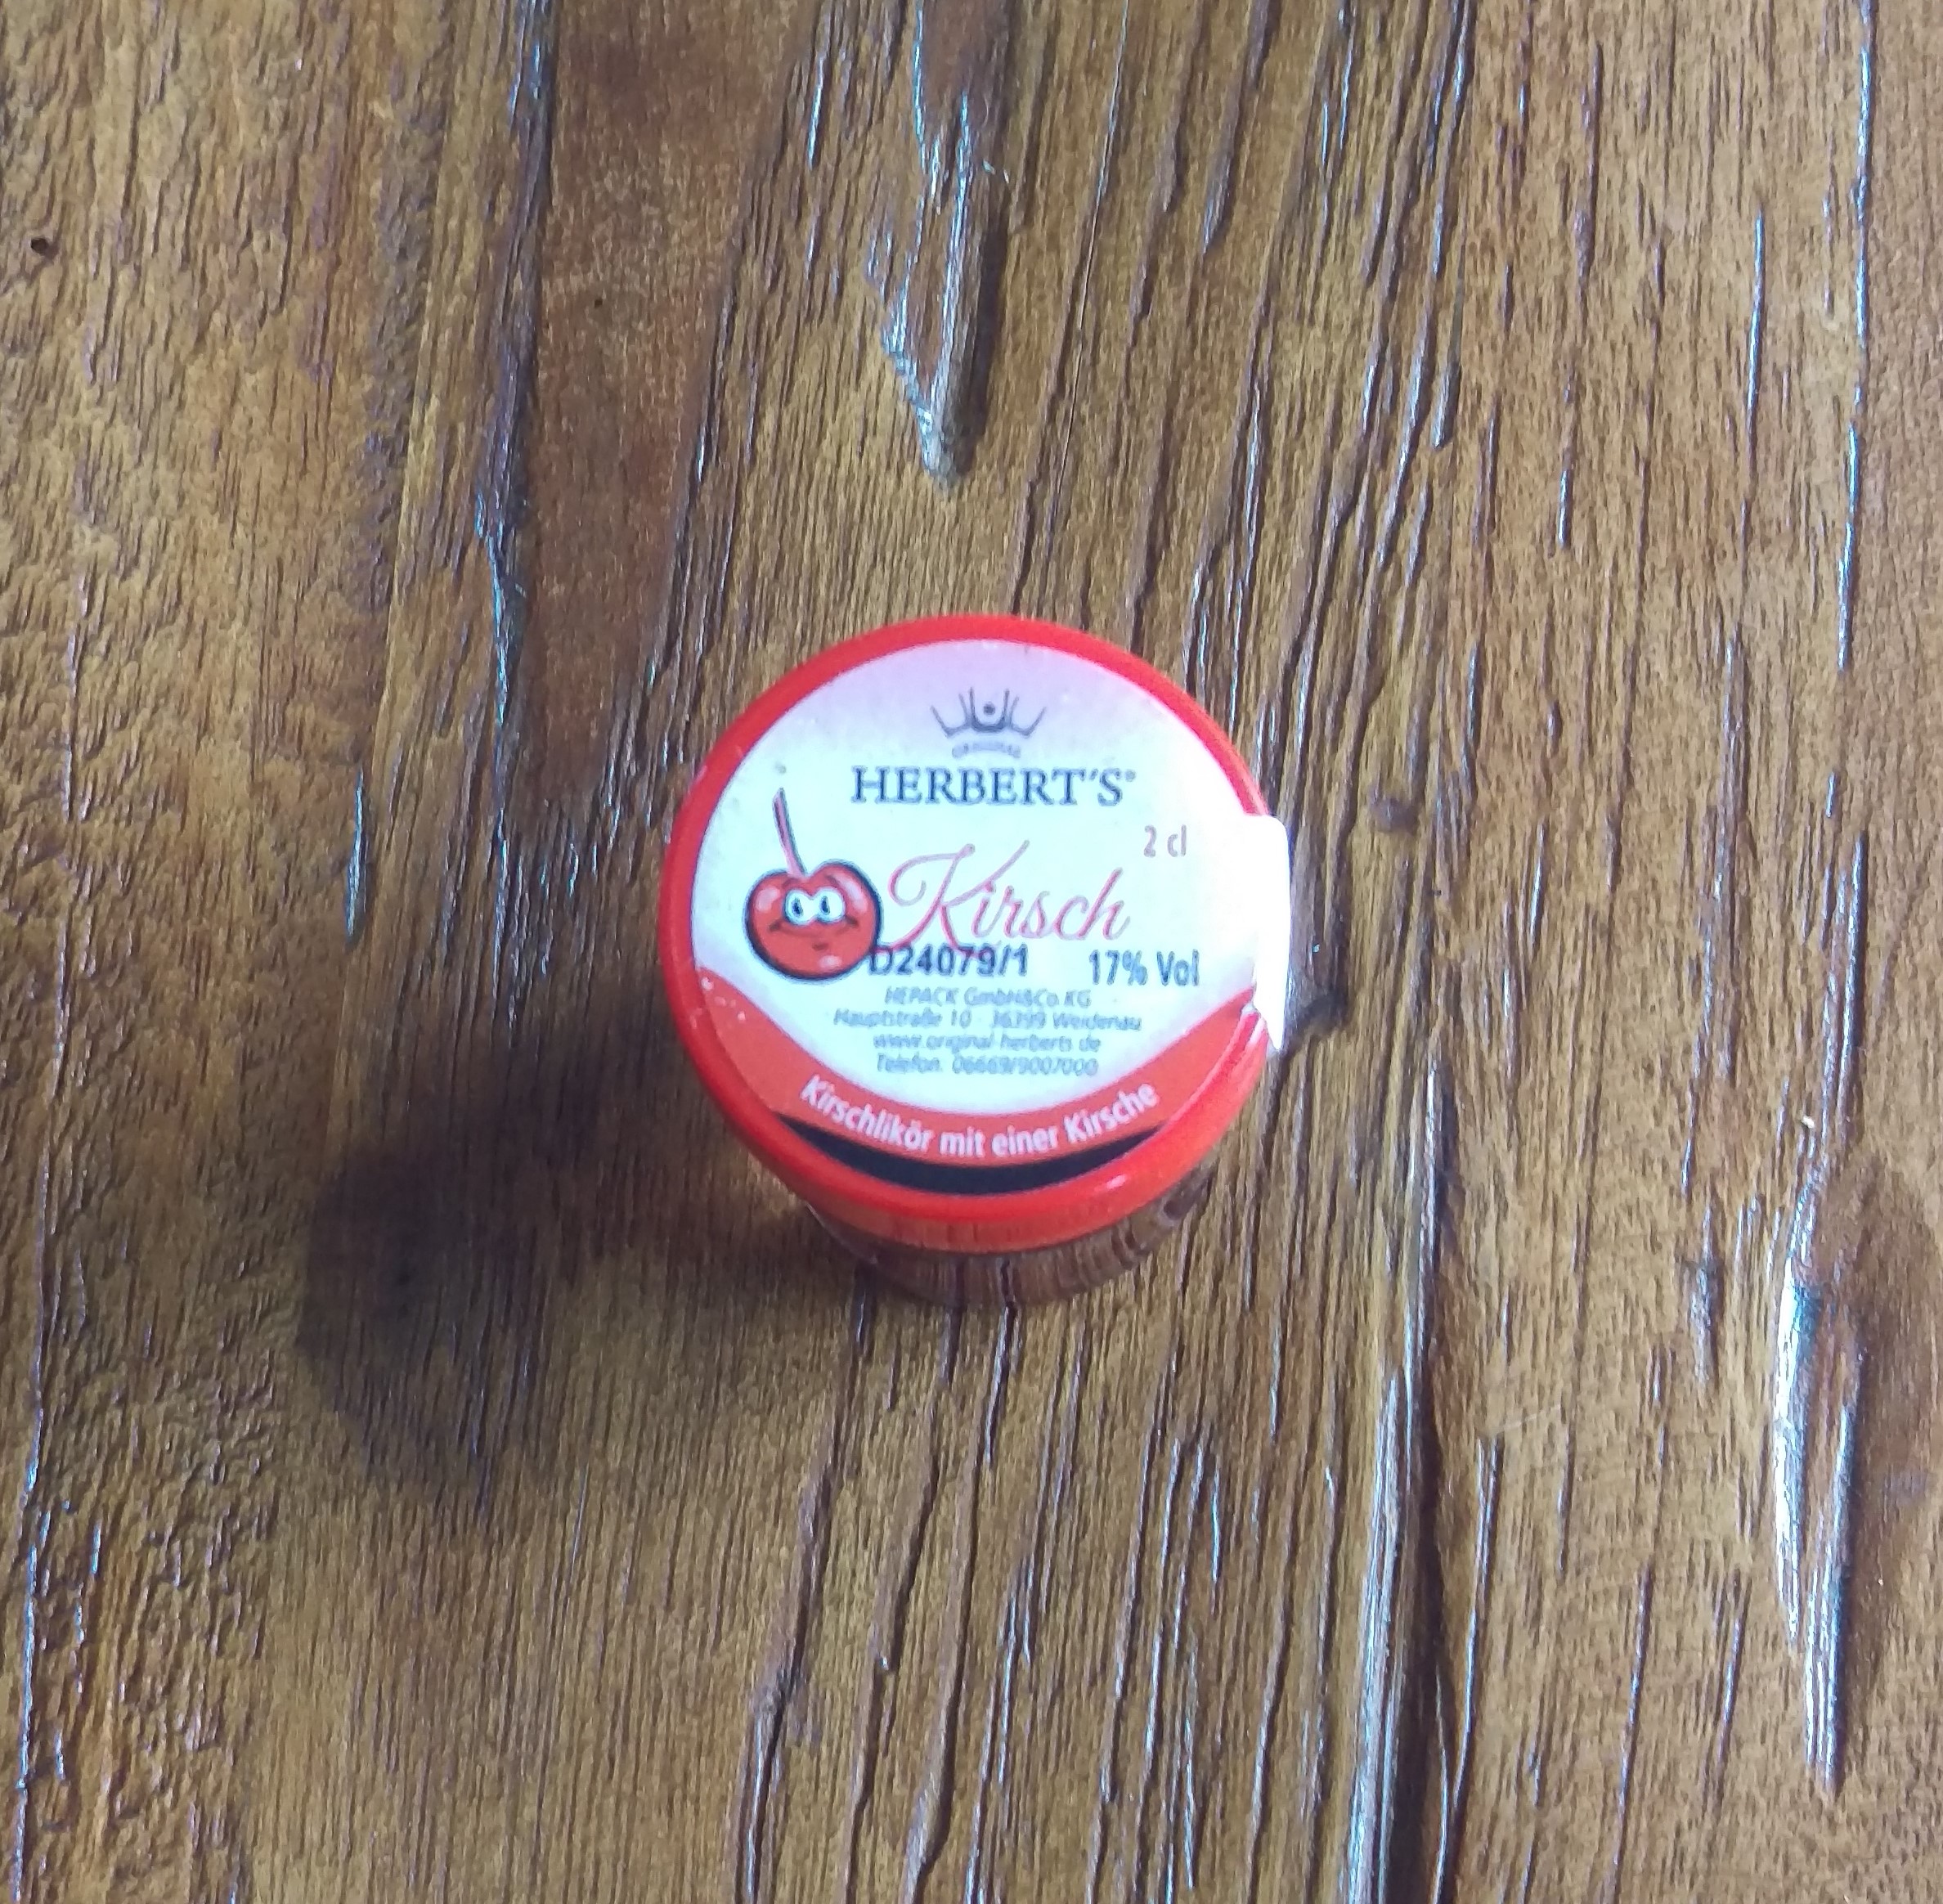 ORIGINAL
HERBERT'S®
2 cl
Kirsch
D24079/1 17% Vol
HEPACK GmbH&Co.KG
Hauptstraße 10 · 36399 Weidenau
www.original-herberts.de
Telefon: 06669/9007000
Kirschlikör mit einer Kirsche